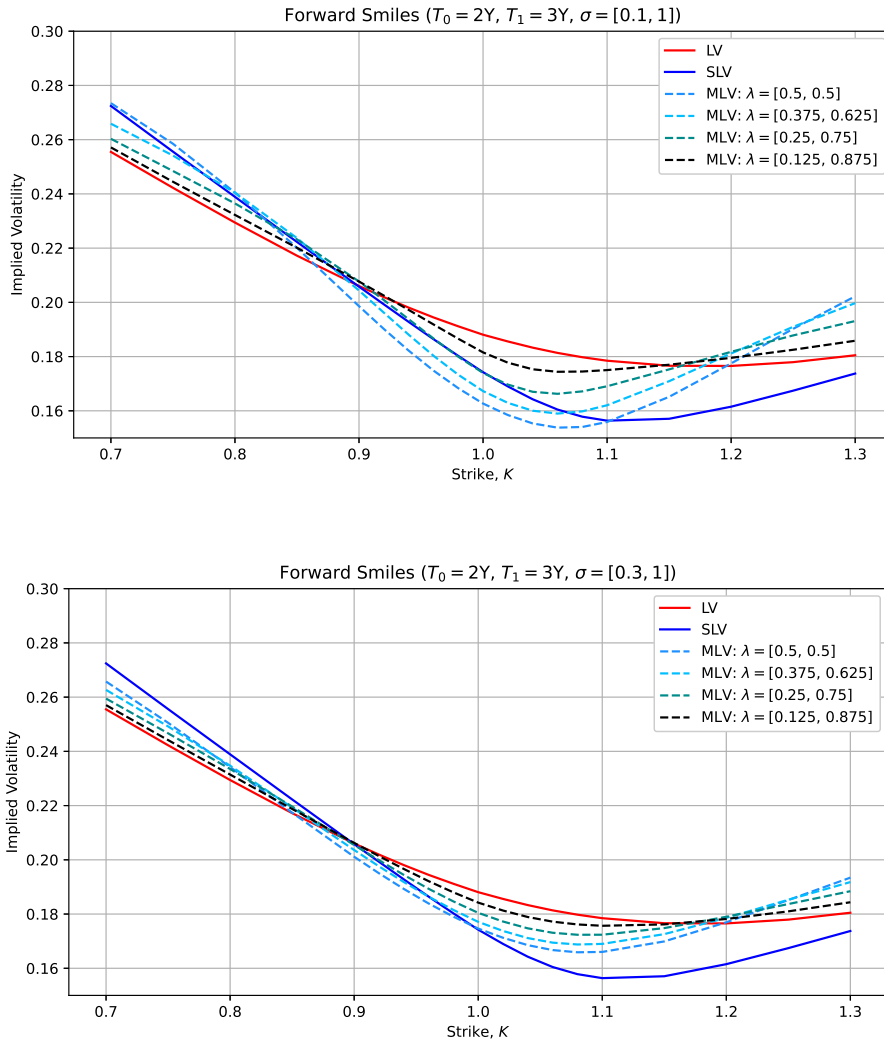 Forward Smiles (T₀ = 2Y, T₁ = 3Y, σ = [0.1, 1])
0.30
0.28
0.26
0.24
0.22
0.20
0.18
0.16
Implied Volatility
LV
SLV
MLV: λ = [0.5, 0.5]
MLV: λ = [0.375, 0.625]
MLV: λ = [0.25, 0.75]
MLV: λ = [0.125, 0.875]
0.7 0.8 0.9 1.0 1.1 1.2 1.3
Strike, K
Forward Smiles (T₀ = 2Y, T₁ = 3Y, σ = [0.3, 1])
0.30
0.28
0.26
0.24
0.22
0.20
0.18
0.16
Implied Volatility
LV
SLV
MLV: λ = [0.5, 0.5]
MLV: λ = [0.375, 0.625]
MLV: λ = [0.25, 0.75]
MLV: λ = [0.125, 0.875]
0.7 0.8 0.9 1.0 1.1 1.2 1.3
Strike, K